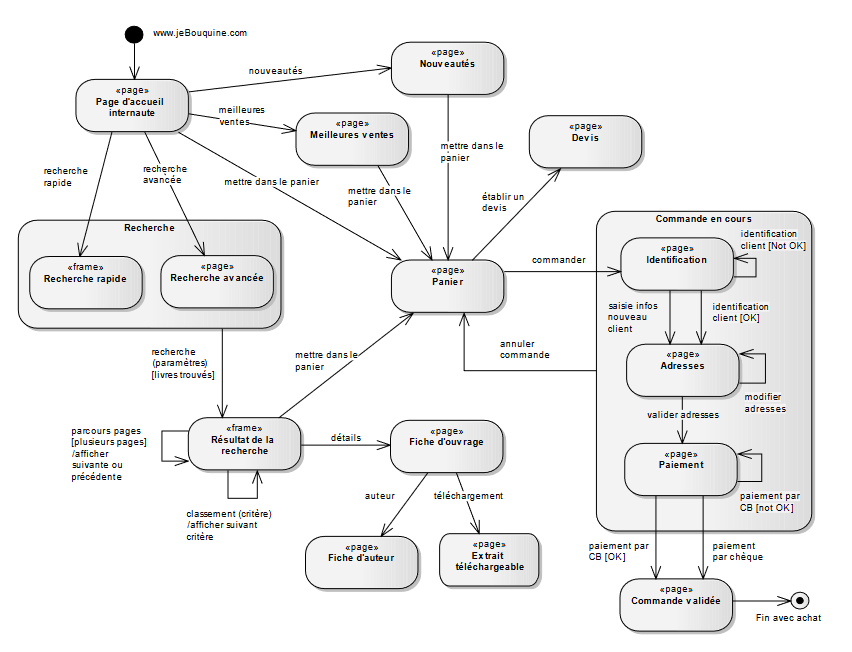 www.jeBouquine.com
«page»
Page d'accueil
internaute
nouveautés
«page»
Nouveautés
meilleures
ventes
«page»
Meilleures ventes
mettre dans le
panier
«page»
Devis
recherche
rapide
recherche
avancée
mettre dans le panier
mettre dans le
panier
établir un
devis
Recherche
«frame»
Recherche rapide
«page»
Recherche avancée
«page»
Panier
commander
Commande en cours
«page»
Identification
identification
client [Not OK]
saisie infos
nouveau
client
identification
client [OK]
annuler
commande
«page»
Adresses
modifier
adresses
valider adresses
«page»
Paiement
paiement par
CB [not OK]
recherche
(paramètres)
[livres trouvés]
mettre dans le
panier
parcours pages
[plusieurs pages]
/afficher
suivante ou
précédente
«frame»
Résultat de la
recherche
détails
«page»
Fiche d'ouvrage
classement (critère)
/afficher suivant
critère
auteur
téléchargement
«page»
Fiche d'auteur
«page»
Extrait
téléchargeable
paiement par
CB [OK]
paiement
par chèque
«page»
Commande validée
Fin avec achat